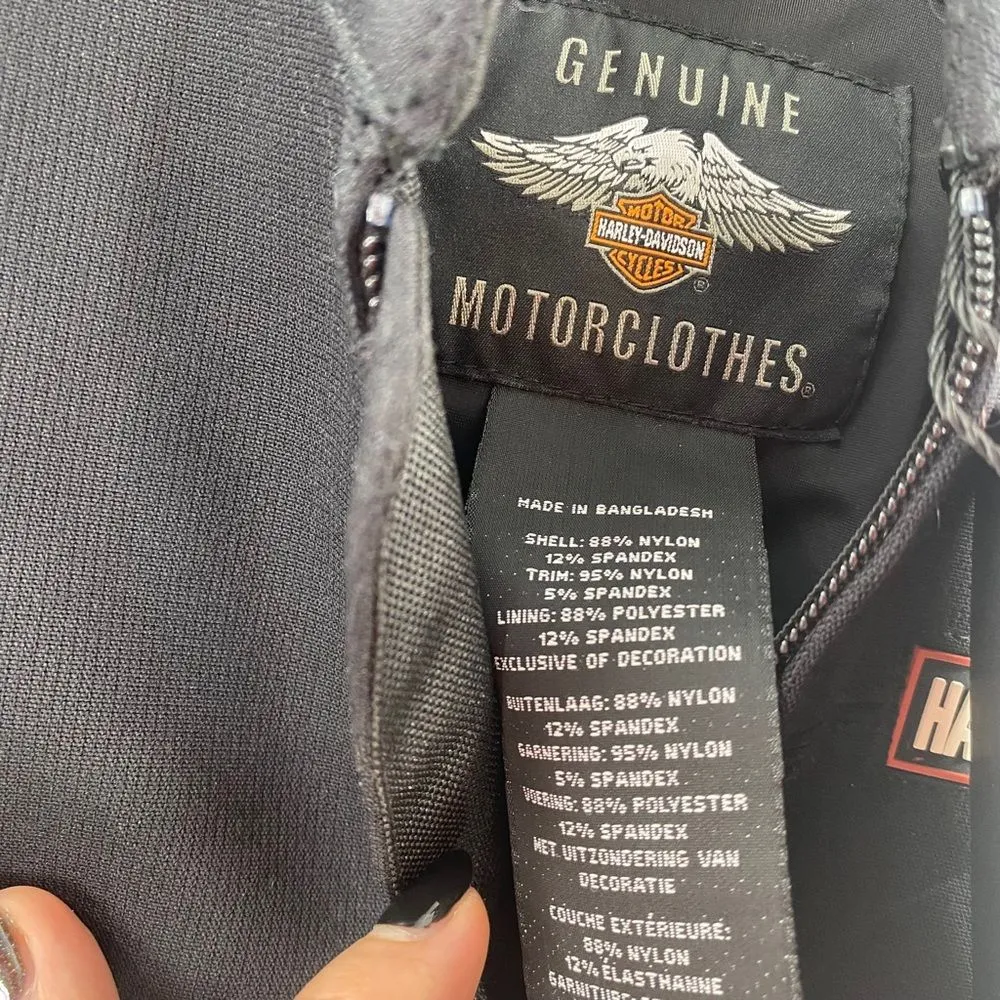 GENUINE
MOTOR
HARLEY-DAVIDSON
CYCLES
®
MOTORCLOTHES®
MADE IN BANGLADESH
SHELL: 88% NYLON
12% SPANDEX
TRIM: 95% NYLON
5% SPANDEX
LINING: 88% POLYESTER
12% SPANDEX
EXCLUSIVE OF DECORATION
BUITENLAAG: 88% NYLON
12% SPANDEX
GARNERING: 95% NYLON
5% SPANDEX
VOERING: 88% POLYESTER
12% SPANDEX
MET. UITZONDERING VAN
DECORATIE
HA
COUCHE EXTÉRIEURE:
88% NYLON
12% ÉLASTHANNE